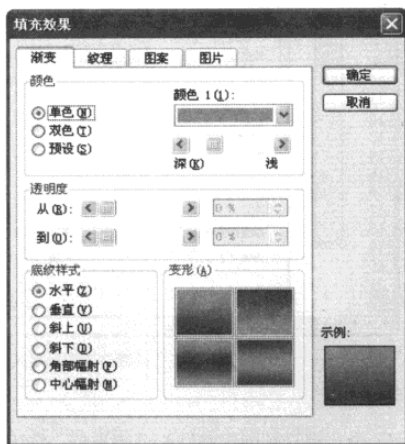 填充效果
渐变 纹理 图案 图片
颜色
单色(N)
双色(T)
预设(S)
颜色 1(1):
深(K) 浅
确定
取消
透明度
从(R): 0 %
到(O): 0 %
底纹样式
水平(Z)
垂直(V)
斜上(U)
斜下(D)
角部幅射(F)
中心幅射(M)
变形(A)
示例: